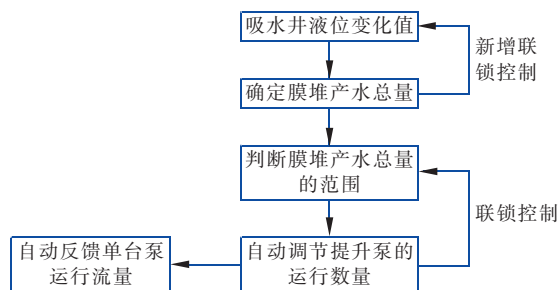 吸水井液位变化值
新增联
锁控制
确定膜堆产水总量
判断膜堆产水总量
的范围
联锁控制
自动反馈单台泵
运行流量
自动调节提升泵的
运行数量